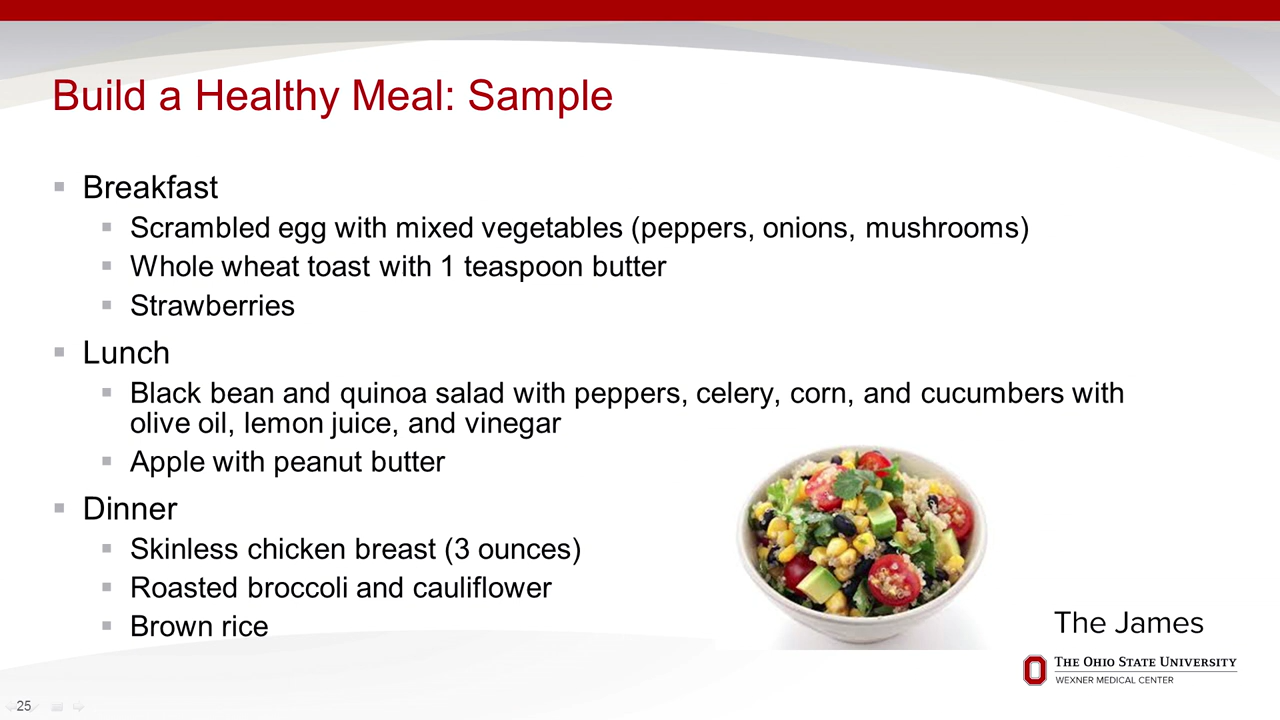 Build a Healthy Meal: Sample
Breakfast
Scrambled egg with mixed vegetables (peppers, onions, mushrooms)
Whole wheat toast with 1 teaspoon butter
Strawberries
Lunch
Black bean and quinoa salad with peppers, celery, corn, and cucumbers with
olive oil, lemon juice, and vinegar
Apple with peanut butter
Dinner
Skinless chicken breast (3 ounces)
Roasted broccoli and cauliflower
Brown rice
The James
THE OHIO STATE UNIVERSITY
WEXNER MEDICAL CENTER
25